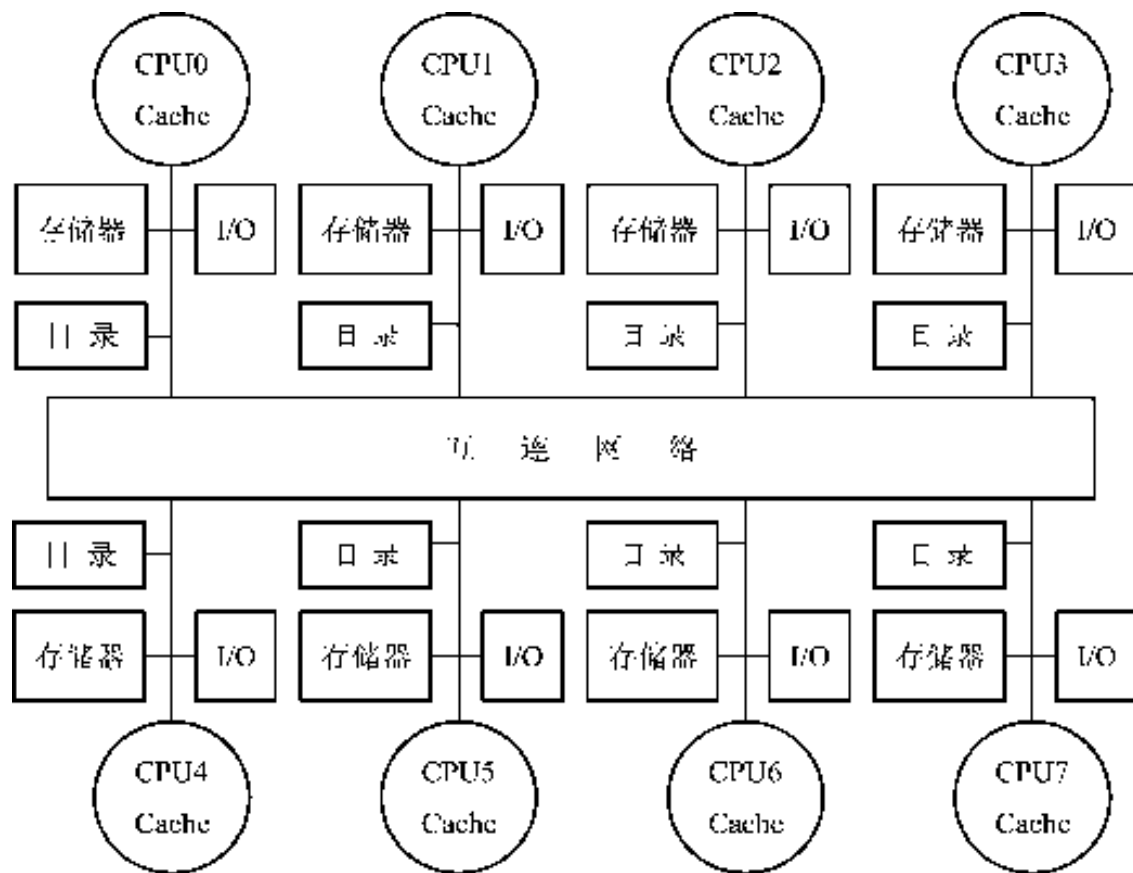 CPU0 CPU1 CPU2 CPU3
Cache Cache Cache Cache
存储器 I/O 存储器 I/O 存储器 I/O 存储器 I/O
目 录 目 录 目 录 目 录
互 连 网 络
目 录 目 录 目 录 目 录
存储器 I/O 存储器 I/O 存储器 I/O 存储器 I/O
CPU4 CPU5 CPU6 CPU7
Cache Cache Cache Cache